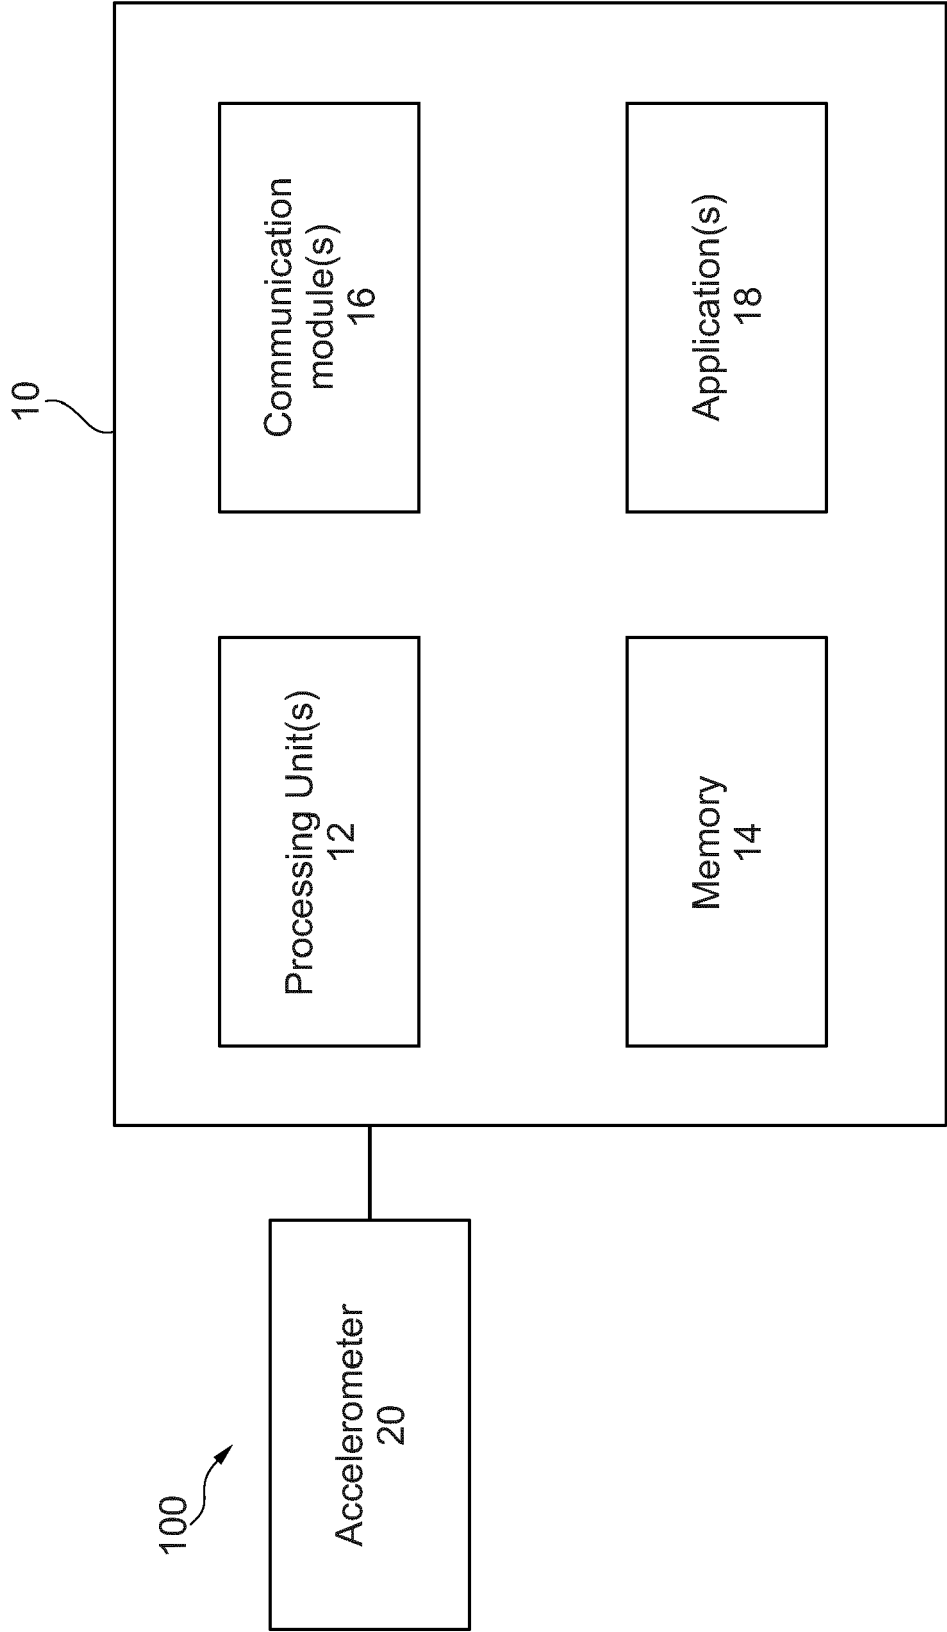 100
10
Accelerometer
20
Processing Unit(s)
12
Communication
module(s)
16
Memory
14
Application(s)
18